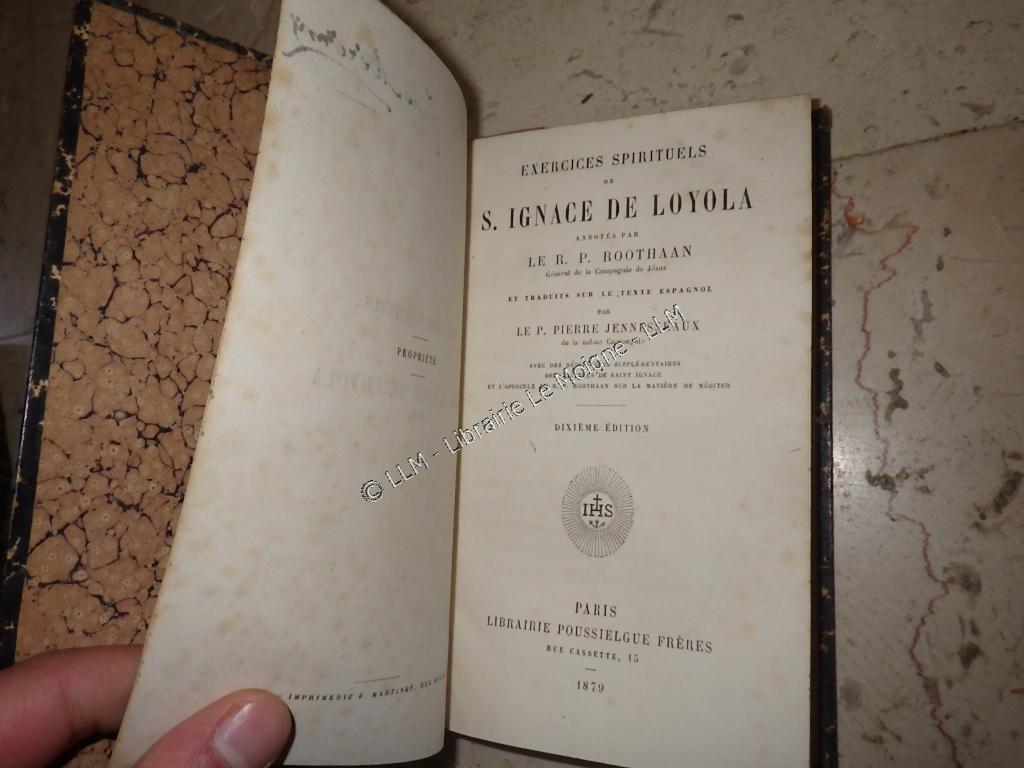 PROPRIÉTÉ
IMPRIMERIE E. MARTINET, RUE
EXERCICES SPIRITUELS
DE
S. IGNACE DE LOYOLA
ANNOTÉS PAR
LE R. P. ROOTHAAN
Général de la Compagnie de Jésus
ET TRADUITS SUR LE TEXTE ESPAGNOL
PAR
LE P. PIERRE JENNESSEAUX
de la même Compagnie
AVEC DES SUPPLÉMENTAIRES
DE SAINT IGNACE
ET L'OPUSCULE ROOTHAAN SUR LA MANIÈRE DE MÉDITER
DIXIÈME ÉDITION
IHS
PARIS
LIBRAIRIE POUSSIELGUE FRÈRES
RUE CASSETTE, 15
1879
© LLM - Librairie Le Moigne - LLM